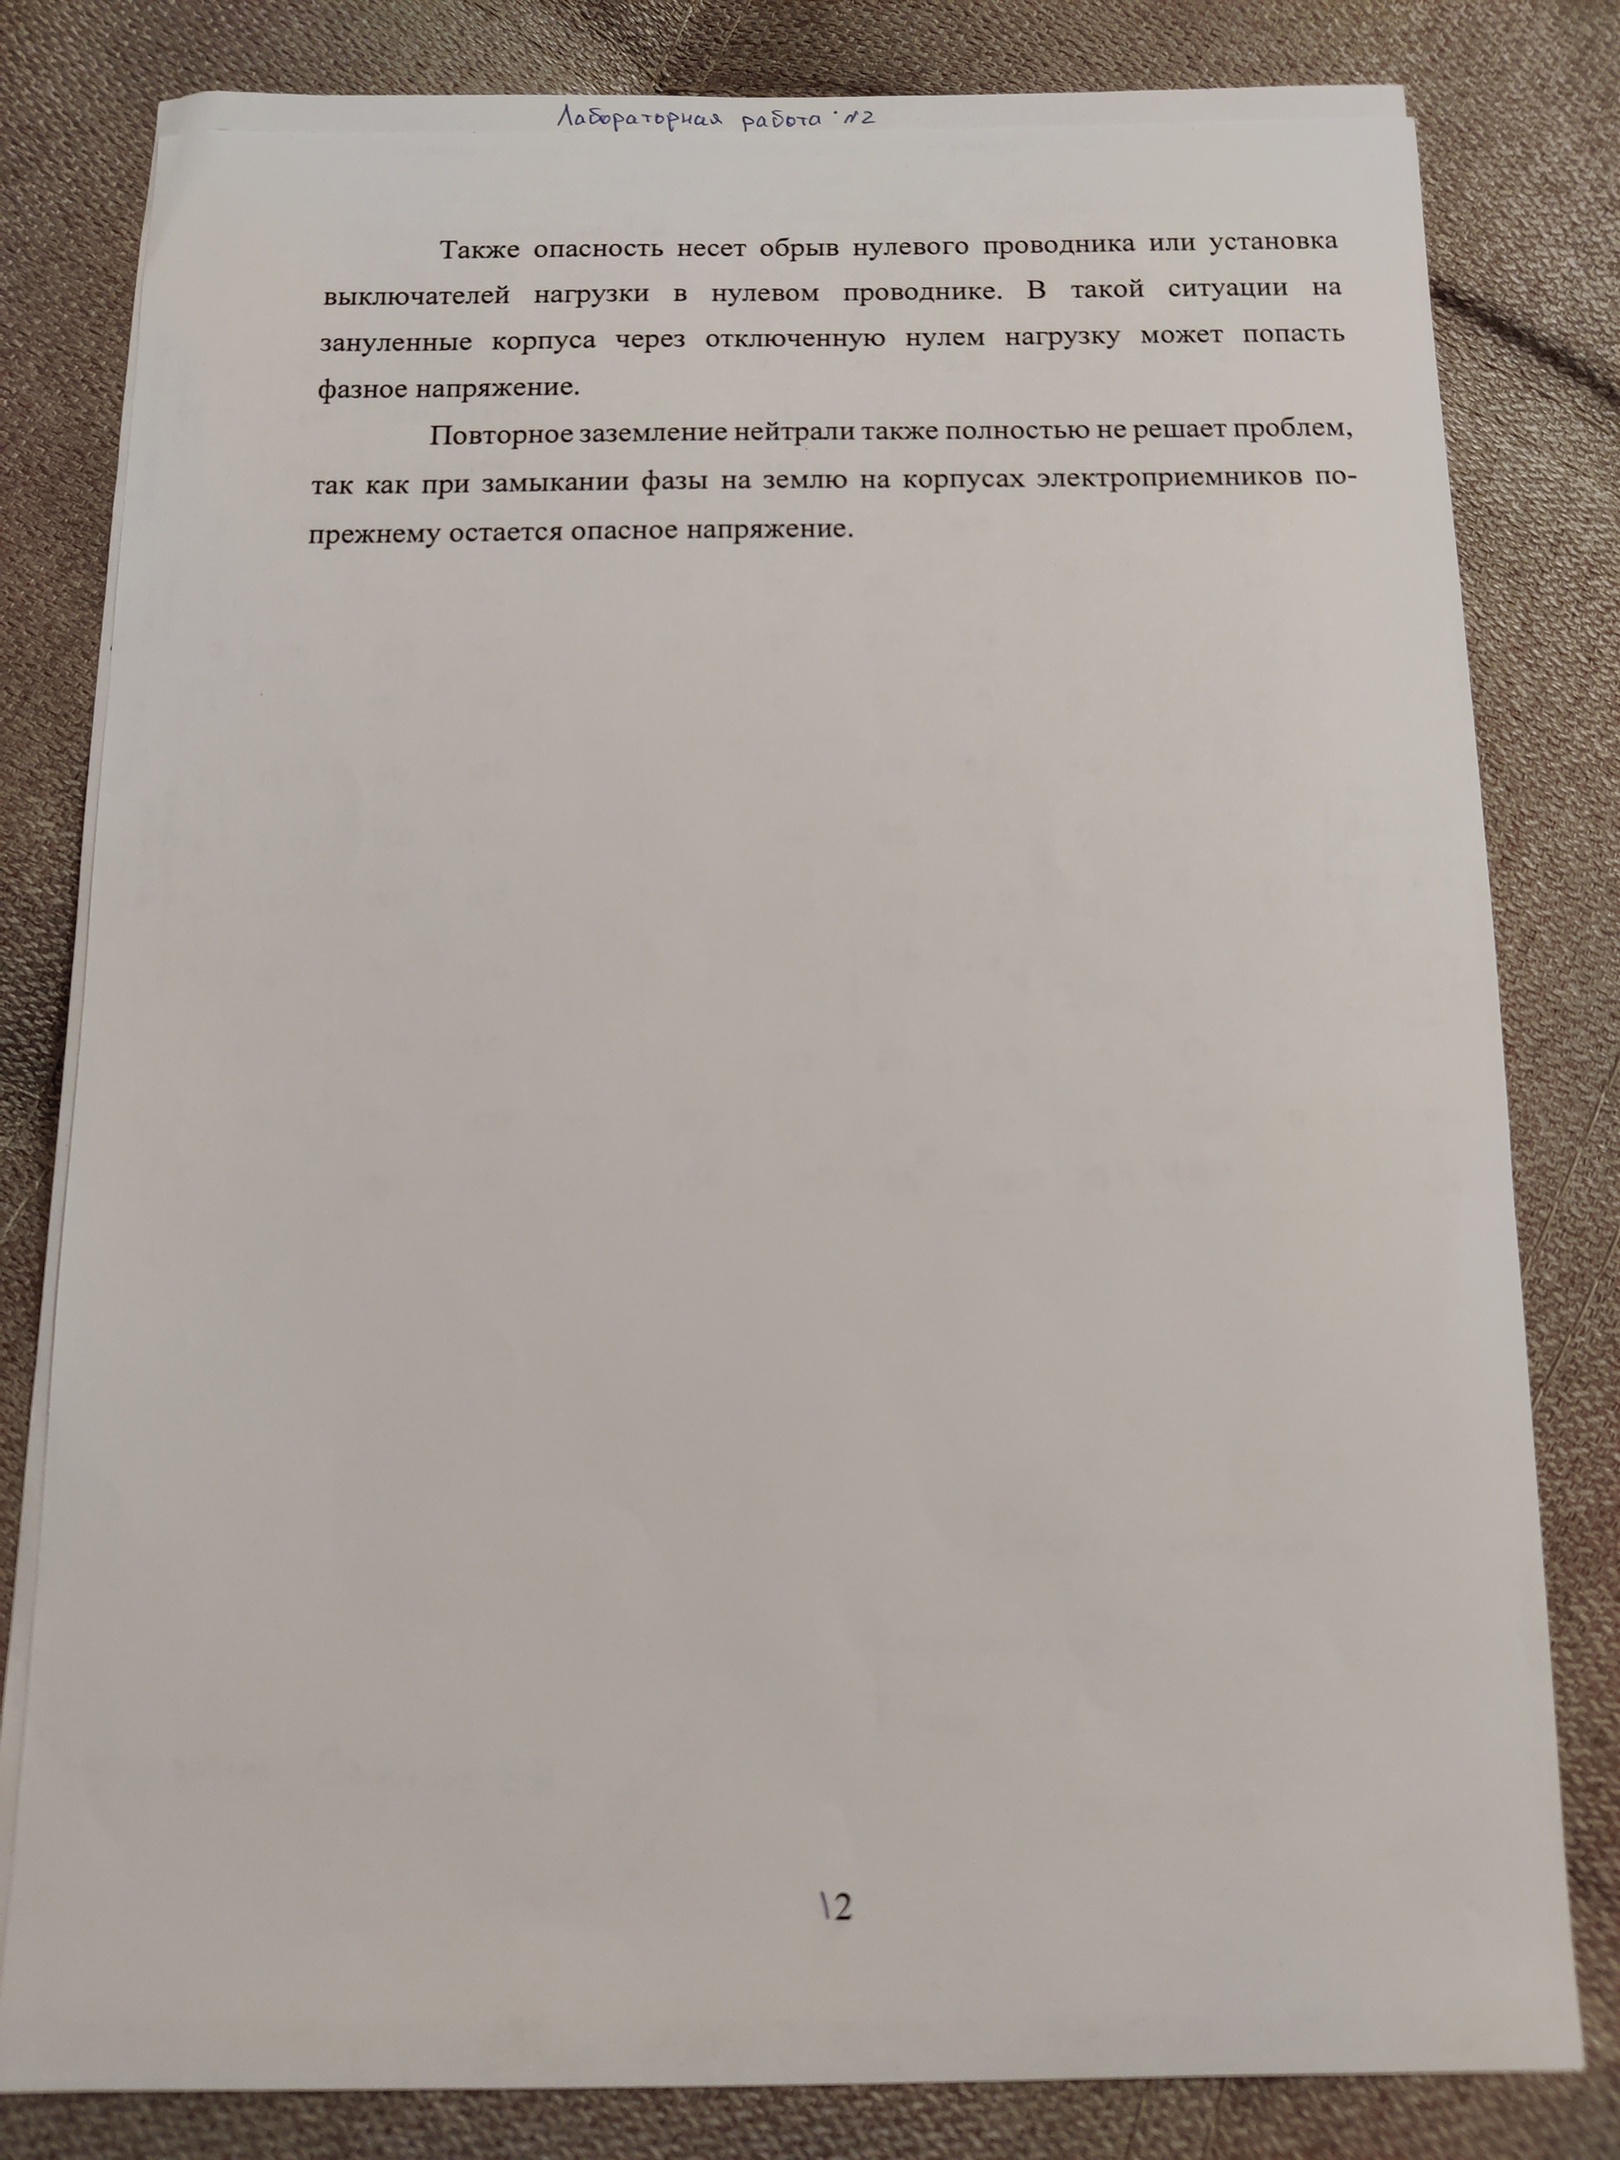 Лабораторная работа №2
Также опасность несет обрыв нулевого проводника или установка
выключателей нагрузки в нулевом проводнике. В такой ситуации на
зануленные корпуса через отключенную нулем нагрузку может попасть
фазное напряжение.
Повторное заземление нейтрали также полностью не решает проблем,
так как при замыкании фазы на землю на корпусах электроприемников по-
прежнему остается опасное напряжение.
12